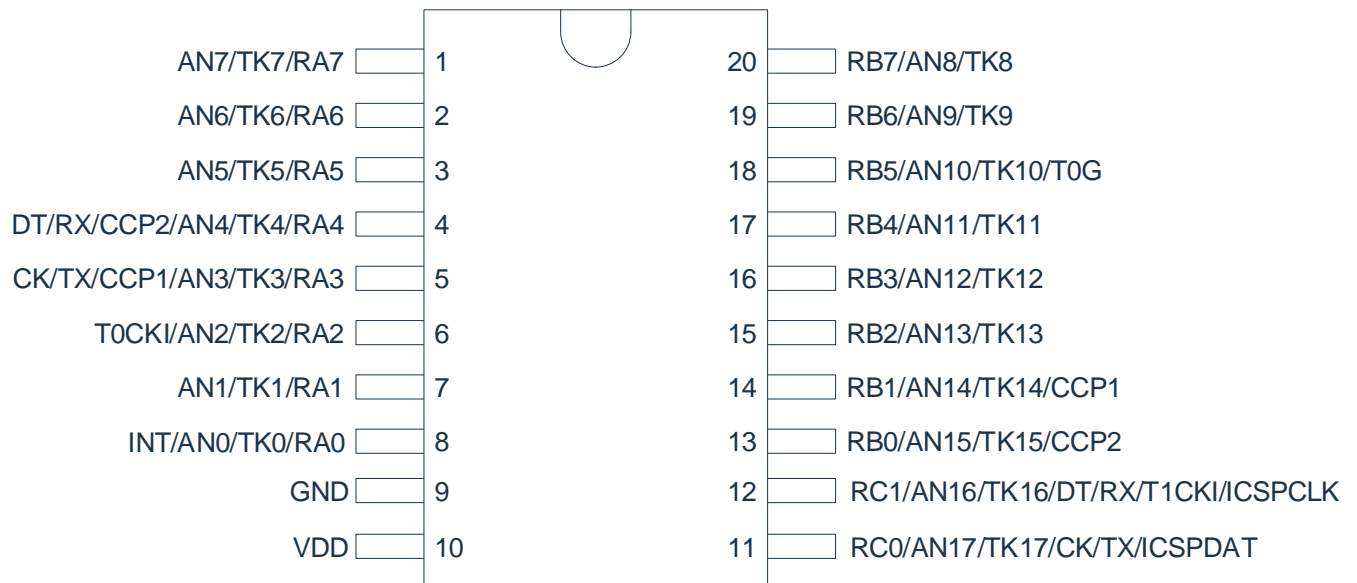 AN7/TK7/RA7 1 20 RB7/AN8/TK8
AN6/TK6/RA6 2 19 RB6/AN9/TK9
AN5/TK5/RA5 3 18 RB5/AN10/TK10/T0G
DT/RX/CCP2/AN4/TK4/RA4 4 17 RB4/AN11/TK11
CK/TX/CCP1/AN3/TK3/RA3 5 16 RB3/AN12/TK12
T0CKI/AN2/TK2/RA2 6 15 RB2/AN13/TK13
AN1/TK1/RA1 7 14 RB1/AN14/TK14/CCP1
INT/AN0/TK0/RA0 8 13 RB0/AN15/TK15/CCP2
GND 9 12 RC1/AN16/TK16/DT/RX/T1CKI/ICSPCLK
VDD 10 11 RC0/AN17/TK17/CK/TX/ICSPDAT